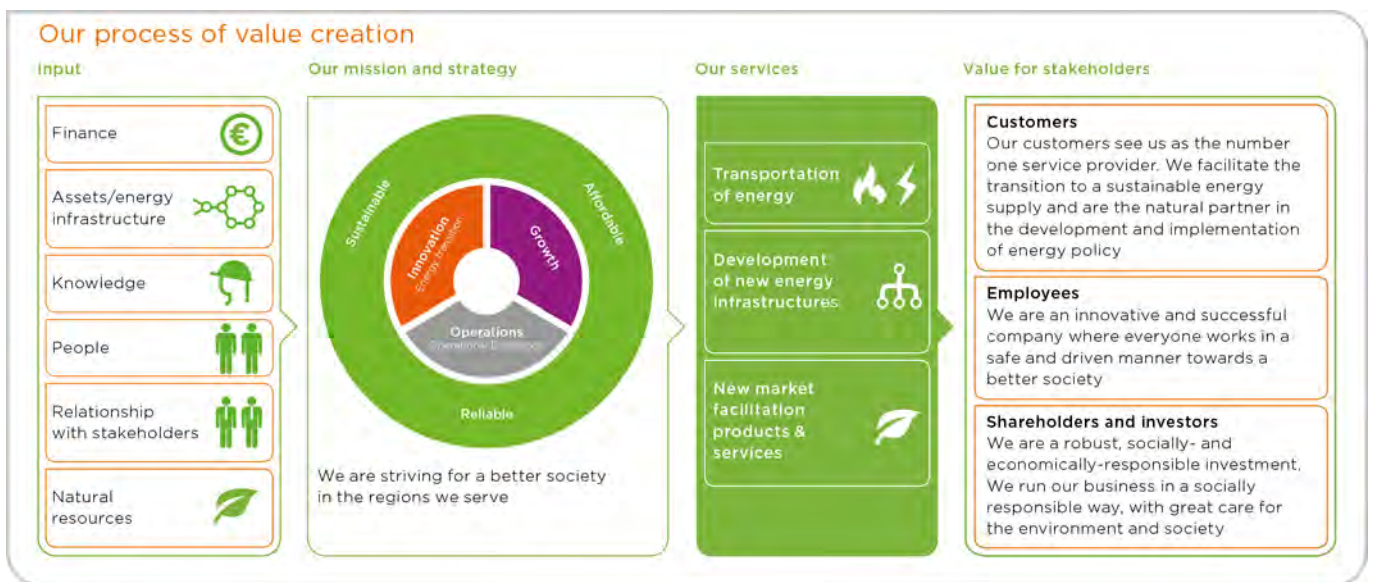 Our process of value creation
Input
Our mission and strategy
Our services
Value for stakeholders
Finance
Assets/energy
infrastructure
Knowledge
People
Relationship
with stakeholders
Natural
resources
Sustainable
Affordable
Reliable
Innovation
Energy transition
Growth
Operations
We are striving for a better society
in the regions we serve
Transportation
of energy
Development
of new energy
infrastructures
New market
facilitation
products &
services
Customers
Our customers see us as the number
one service provider. We facilitate the
transition to a sustainable energy
supply and are the natural partner in
the development and implementation
of energy policy
Employees
We are an innovative and successful
company where everyone works in a
safe and driven manner towards a
better society
Shareholders and investors
We are a robust, socially- and
economically-responsible investment.
We run our business in a socially
responsible way, with great care for
the environment and society